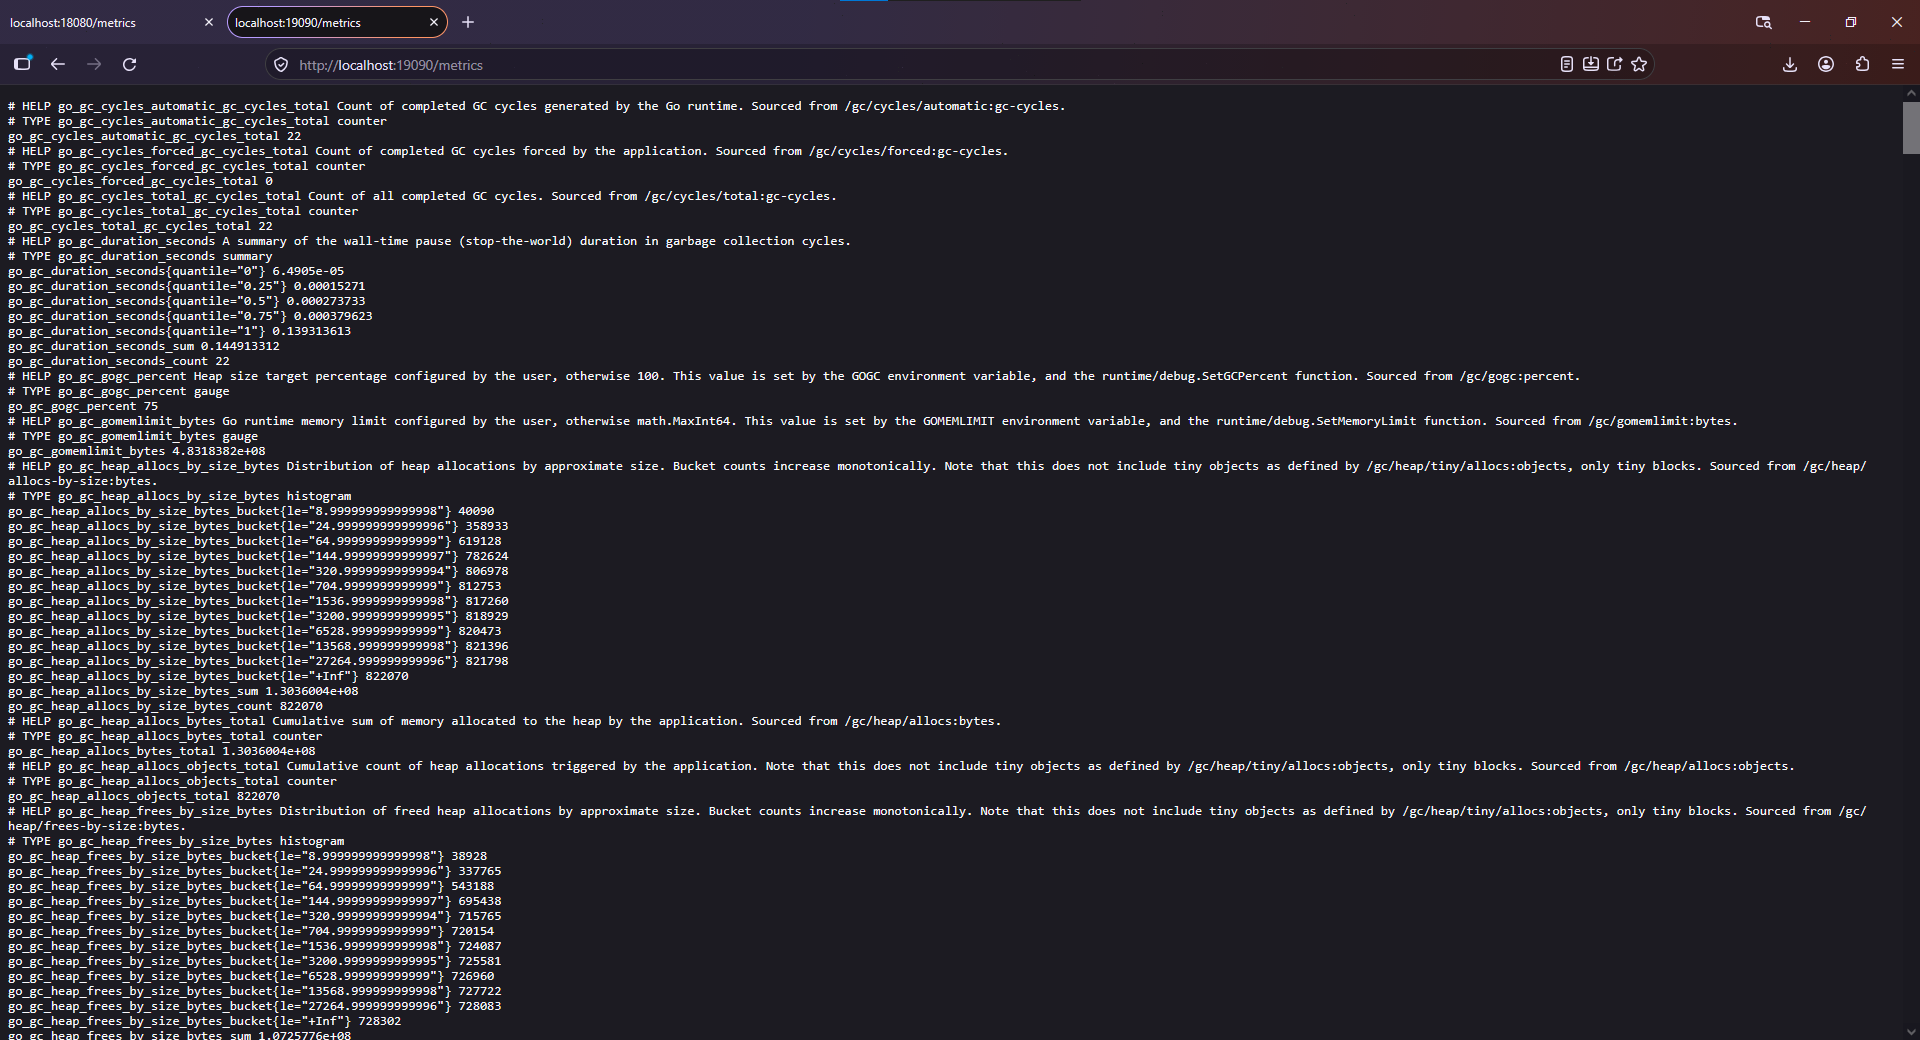 localhost:18080/metrics
localhost:19090/metrics
http://localhost:19090/metrics
# HELP go_gc_cycles_automatic_gc_cycles_total Count of completed GC cycles generated by the Go runtime. Sourced from /gc/cycles/automatic:gc-cycles.
# TYPE go_gc_cycles_automatic_gc_cycles_total counter
go_gc_cycles_automatic_gc_cycles_total 22
# HELP go_gc_cycles_forced_gc_cycles_total Count of completed GC cycles forced by the application. Sourced from /gc/cycles/forced:gc-cycles.
# TYPE go_gc_cycles_forced_gc_cycles_total counter
go_gc_cycles_forced_gc_cycles_total 0
# HELP go_gc_cycles_total_gc_cycles_total Count of all completed GC cycles. Sourced from /gc/cycles/total:gc-cycles.
# TYPE go_gc_cycles_total_gc_cycles_total counter
go_gc_cycles_total_gc_cycles_total 22
# HELP go_gc_duration_seconds A summary of the wall-time pause (stop-the-world) duration in garbage collection cycles.
# TYPE go_gc_duration_seconds summary
go_gc_duration_seconds{quantile="0"} 6.4905e-05
go_gc_duration_seconds{quantile="0.25"} 0.00015271
go_gc_duration_seconds{quantile="0.5"} 0.000273733
go_gc_duration_seconds{quantile="0.75"} 0.000379623
go_gc_duration_seconds{quantile="1"} 0.139313613
go_gc_duration_seconds_sum 0.144913312
go_gc_duration_seconds_count 22
# HELP go_gc_gogc_percent Heap size target percentage configured by the user, otherwise 100. This value is set by the GOGC environment variable, and the runtime/debug.SetGCPercent function. Sourced from /gc/gogc:percent.
# TYPE go_gc_gogc_percent gauge
go_gc_gogc_percent 75
# HELP go_gc_gomemlimit_bytes Go runtime memory limit configured by the user, otherwise math.MaxInt64. This value is set by the GOMEMLIMIT environment variable, and the runtime/debug.SetMemoryLimit function. Sourced from /gc/gomemlimit:bytes.
# TYPE go_gc_gomemlimit_bytes gauge
go_gc_gomemlimit_bytes 4.8318382e+08
# HELP go_gc_heap_allocs_by_size_bytes Distribution of heap allocations by approximate size. Bucket counts increase monotonically. Note that this does not include tiny objects as defined by /gc/heap/tiny/allocs:objects, only tiny blocks. Sourced from /gc/heap/
allocs-by-size:bytes.
# TYPE go_gc_heap_allocs_by_size_bytes histogram
go_gc_heap_allocs_by_size_bytes_bucket{le="8.999999999999998"} 40090
go_gc_heap_allocs_by_size_bytes_bucket{le="24.999999999999996"} 358933
go_gc_heap_allocs_by_size_bytes_bucket{le="64.99999999999999"} 619128
go_gc_heap_allocs_by_size_bytes_bucket{le="144.99999999999997"} 782624
go_gc_heap_allocs_by_size_bytes_bucket{le="320.99999999999994"} 806978
go_gc_heap_allocs_by_size_bytes_bucket{le="704.9999999999999"} 812753
go_gc_heap_allocs_by_size_bytes_bucket{le="1536.9999999999998"} 817260
go_gc_heap_allocs_by_size_bytes_bucket{le="3200.9999999999995"} 818929
go_gc_heap_allocs_by_size_bytes_bucket{le="6528.999999999999"} 820473
go_gc_heap_allocs_by_size_bytes_bucket{le="13568.999999999998"} 821396
go_gc_heap_allocs_by_size_bytes_bucket{le="27264.999999999996"} 821798
go_gc_heap_allocs_by_size_bytes_bucket{le="+Inf"} 822070
go_gc_heap_allocs_by_size_bytes_sum 1.3036004e+08
go_gc_heap_allocs_by_size_bytes_count 822070
# HELP go_gc_heap_allocs_bytes_total Cumulative sum of memory allocated to the heap by the application. Sourced from /gc/heap/allocs:bytes.
# TYPE go_gc_heap_allocs_bytes_total counter
go_gc_heap_allocs_bytes_total 1.3036004e+08
# HELP go_gc_heap_allocs_objects_total Cumulative count of heap allocations triggered by the application. Note that this does not include tiny objects as defined by /gc/heap/tiny/allocs:objects, only tiny blocks. Sourced from /gc/heap/allocs:objects.
# TYPE go_gc_heap_allocs_objects_total counter
go_gc_heap_allocs_objects_total 822070
# HELP go_gc_heap_frees_by_size_bytes Distribution of freed heap allocations by approximate size. Bucket counts increase monotonically. Note that this does not include tiny objects as defined by /gc/heap/tiny/allocs:objects, only tiny blocks. Sourced from /gc/
heap/frees-by-size:bytes.
# TYPE go_gc_heap_frees_by_size_bytes histogram
go_gc_heap_frees_by_size_bytes_bucket{le="8.999999999999998"} 38928
go_gc_heap_frees_by_size_bytes_bucket{le="24.999999999999996"} 337765
go_gc_heap_frees_by_size_bytes_bucket{le="64.99999999999999"} 543188
go_gc_heap_frees_by_size_bytes_bucket{le="144.99999999999997"} 695438
go_gc_heap_frees_by_size_bytes_bucket{le="320.99999999999994"} 715765
go_gc_heap_frees_by_size_bytes_bucket{le="704.9999999999999"} 720154
go_gc_heap_frees_by_size_bytes_bucket{le="1536.9999999999998"} 724087
go_gc_heap_frees_by_size_bytes_bucket{le="3200.9999999999995"} 725581
go_gc_heap_frees_by_size_bytes_bucket{le="6528.999999999999"} 726960
go_gc_heap_frees_by_size_bytes_bucket{le="13568.999999999998"} 727722
go_gc_heap_frees_by_size_bytes_bucket{le="27264.999999999996"} 728083
go_gc_heap_frees_by_size_bytes_bucket{le="+Inf"} 728302
go_gc_heap_frees_by_size_bytes_sum 1.0725776e+08